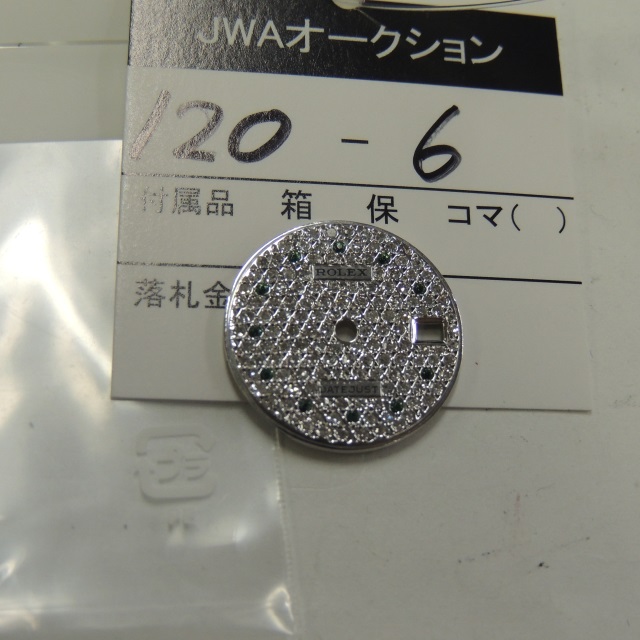 JWAオークション
120 - 6
付属品 箱 保 コマ( )
落札金
ROLEX
DATEJUST